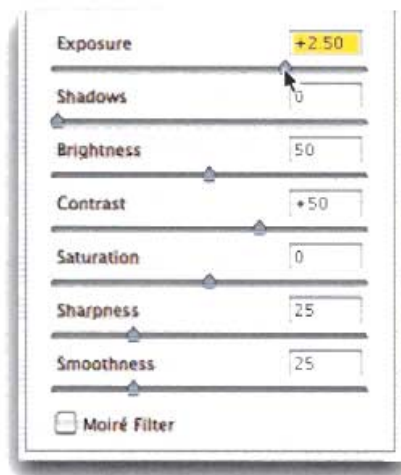 Exposure +2.50
Shadows 0
Brightness 50
Contrast +50
Saturation 0
Sharpness 25
Smoothness 25
Moiré Filter